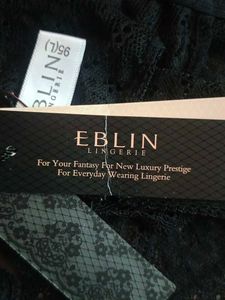 95(L)
EBLIN
LINGERIE
EBLIN
LINGERIE
For Your Fantasy For New Luxury Prestige
For Everyday Wearing Lingerie